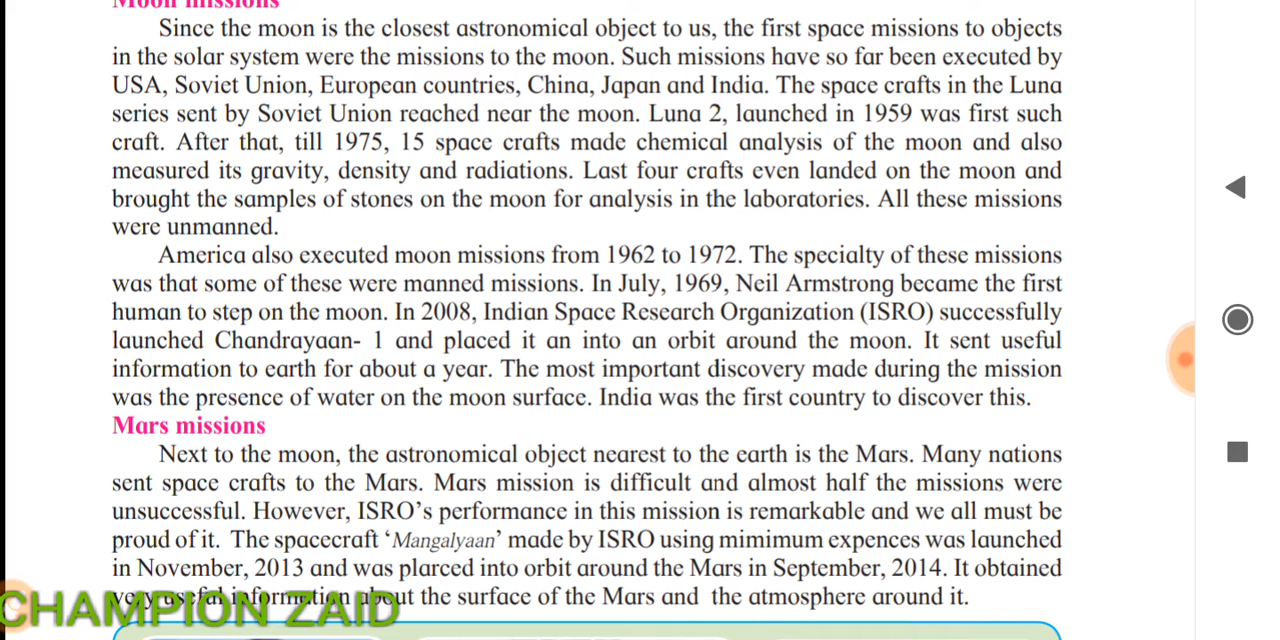 Moon missions
Since the moon is the closest astronomical object to us, the first space missions to objects
in the solar system were the missions to the moon. Such missions have so far been executed by
USA, Soviet Union, European countries, China, Japan and India. The space crafts in the Luna
series sent by Soviet Union reached near the moon. Luna 2, launched in 1959 was first such
craft. After that, till 1975, 15 space crafts made chemical analysis of the moon and also
measured its gravity, density and radiations. Last four crafts even landed on the moon and
brought the samples of stones on the moon for analysis in the laboratories. All these missions
were unmanned.
America also executed moon missions from 1962 to 1972. The specialty of these missions
was that some of these were manned missions. In July, 1969, Neil Armstrong became the first
human to step on the moon. In 2008, Indian Space Research Organization (ISRO) successfully
launched Chandrayaan- 1 and placed it an into an orbit around the moon. It sent useful
information to earth for about a year. The most important discovery made during the mission
was the presence of water on the moon surface. India was the first country to discover this.
Mars missions
Next to the moon, the astronomical object nearest to the earth is the Mars. Many nations
sent space crafts to the Mars. Mars mission is difficult and almost half the missions were
unsuccessful. However, ISRO's performance in this mission is remarkable and we all must be
proud of it. The spacecraft ‘Mangalyaan’ made by ISRO using mimimum expences was launched
in November, 2013 and was plarced into orbit around the Mars in September, 2014. It obtained
very useful information about the surface of the Mars and the atmosphere around it.
CHAMPION ZAID